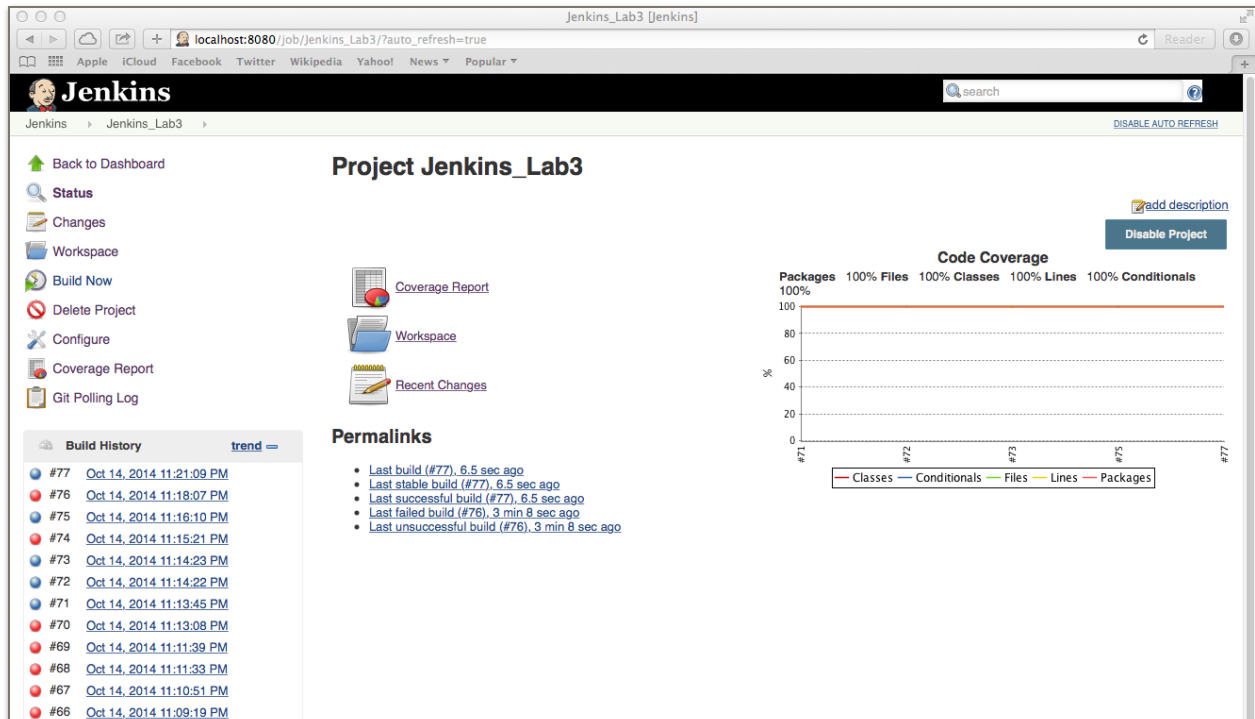 Jenkins_Lab3 [Jenkins]
localhost:8080/job/Jenkins_Lab3/?auto_refresh=true
Reader
Apple iCloud Facebook Twitter Wikipedia Yahoo! News Popular
Jenkins
search
Jenkins Jenkins_Lab3
DISABLE AUTO REFRESH
Back to Dashboard
Status
Changes
Workspace
Build Now
Delete Project
Configure
Coverage Report
Git Polling Log
Build History trend
#77 Oct 14, 2014 11:21:09 PM
#76 Oct 14, 2014 11:18:07 PM
#75 Oct 14, 2014 11:16:10 PM
#74 Oct 14, 2014 11:15:21 PM
#73 Oct 14, 2014 11:14:23 PM
#72 Oct 14, 2014 11:14:22 PM
#71 Oct 14, 2014 11:13:45 PM
#70 Oct 14, 2014 11:13:08 PM
#69 Oct 14, 2014 11:11:39 PM
#68 Oct 14, 2014 11:11:33 PM
#67 Oct 14, 2014 11:10:51 PM
#66 Oct 14, 2014 11:09:19 PM
Project Jenkins_Lab3
add description
Disable Project
Coverage Report
Workspace
Recent Changes
Permalinks
Last build (#77), 6.5 sec ago
Last stable build (#77), 6.5 sec ago
Last successful build (#77), 6.5 sec ago
Last failed build (#76), 3 min 8 sec ago
Last unsuccessful build (#76), 3 min 8 sec ago
Code Coverage
Packages 100% Files 100% Classes 100% Lines 100% Conditionals
100%
100
80
60
40
20
0
%
#71 #72 #73 #75 #77
Classes Conditionals Files Lines Packages